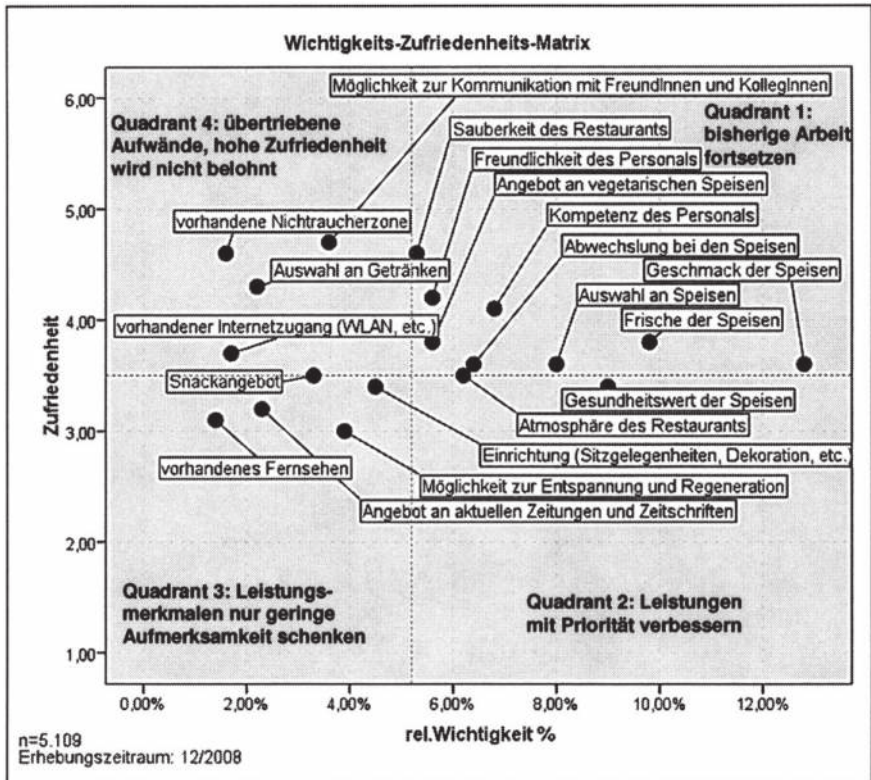 Wichtigkeits-Zufriedenheits-Matrix
Möglichkeit zur Kommunikation mit FreundInnen und KollegInnen
6,00
Quadrant 4: übertriebene
Aufwände, hohe Zufriedenheit
wird nicht belohnt
Quadrant 1:
bisherige Arbeit
fortsetzen
Sauberkeit des Restaurants
Freundlichkeit des Personals
Angebot an vegetarischen Speisen
5,00
vorhandene Nichtraucherzone
Kompetenz des Personals
Abwechslung bei den Speisen
Auswahl an Getränken
Geschmack der Speisen
Auswahl an Speisen
4,00
vorhandener Internetzugang (WLAN, etc.)
Frische der Speisen
Snackangebot
Gesundheitswert der Speisen
Atmosphäre des Restaurants
3,00
Einrichtung (Sitzgelegenheiten, Dekoration, etc.)
vorhandenes Fernsehen
Möglichkeit zur Entspannung und Regeneration
Angebot an aktuellen Zeitungen und Zeitschriften
2,00
Quadrant 3: Leistungs-
merkmalen nur geringe
Aufmerksamkeit schenken
Quadrant 2: Leistungen
mit Priorität verbessern
1,00
Zufriedenheit
0,00% 2,00% 4,00% 6,00% 8,00% 10,00% 12,00%
rel.Wichtigkeit %
n=5.109
Erhebungszeitraum: 12/2008